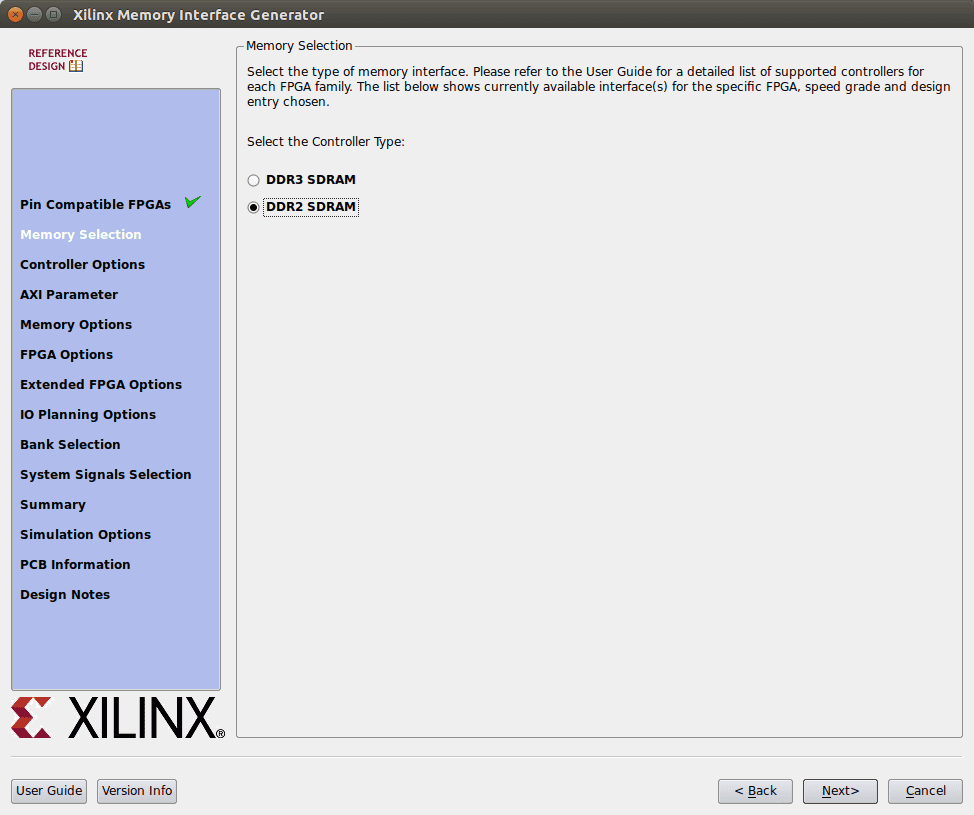 Xilinx Memory Interface Generator
REFERENCE
DESIGN
Pin Compatible FPGAs
Memory Selection
Controller Options
AXI Parameter
Memory Options
FPGA Options
Extended FPGA Options
IO Planning Options
Bank Selection
System Signals Selection
Summary
Simulation Options
PCB Information
Design Notes
XILINX®
Memory Selection
Select the type of memory interface. Please refer to the User Guide for a detailed list of supported controllers for
each FPGA family. The list below shows currently available interface(s) for the specific FPGA, speed grade and design
entry chosen.
Select the Controller Type:
DDR3 SDRAM
DDR2 SDRAM
User Guide
Version Info
< Back
Next>
Cancel